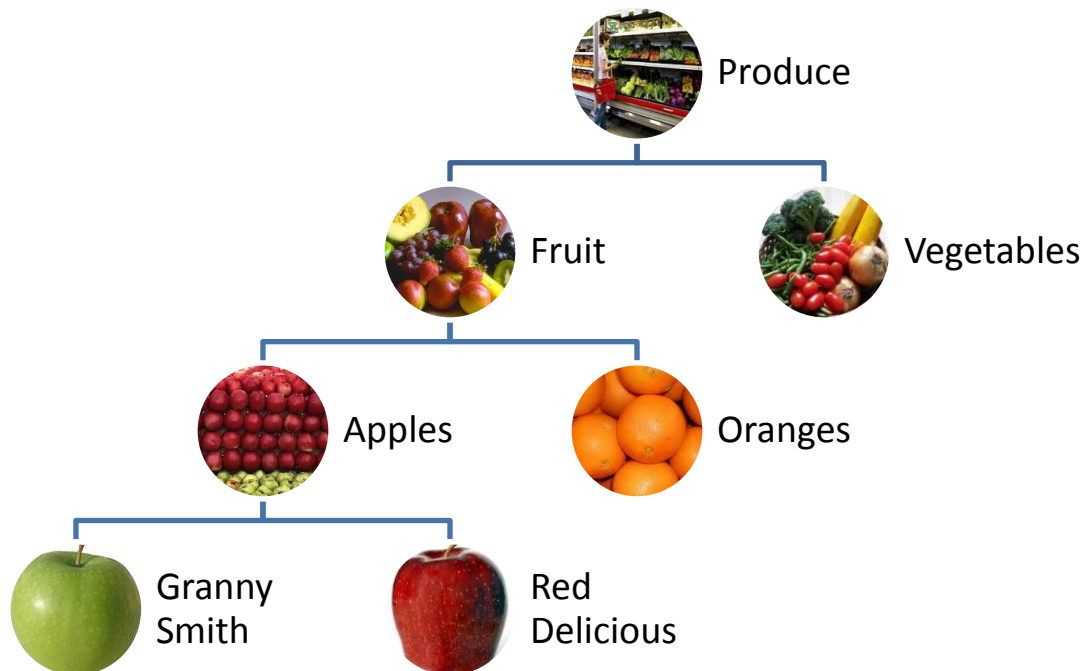 Produce
Fruit
Vegetables
Apples
Oranges
Granny
Smith
Red
Delicious